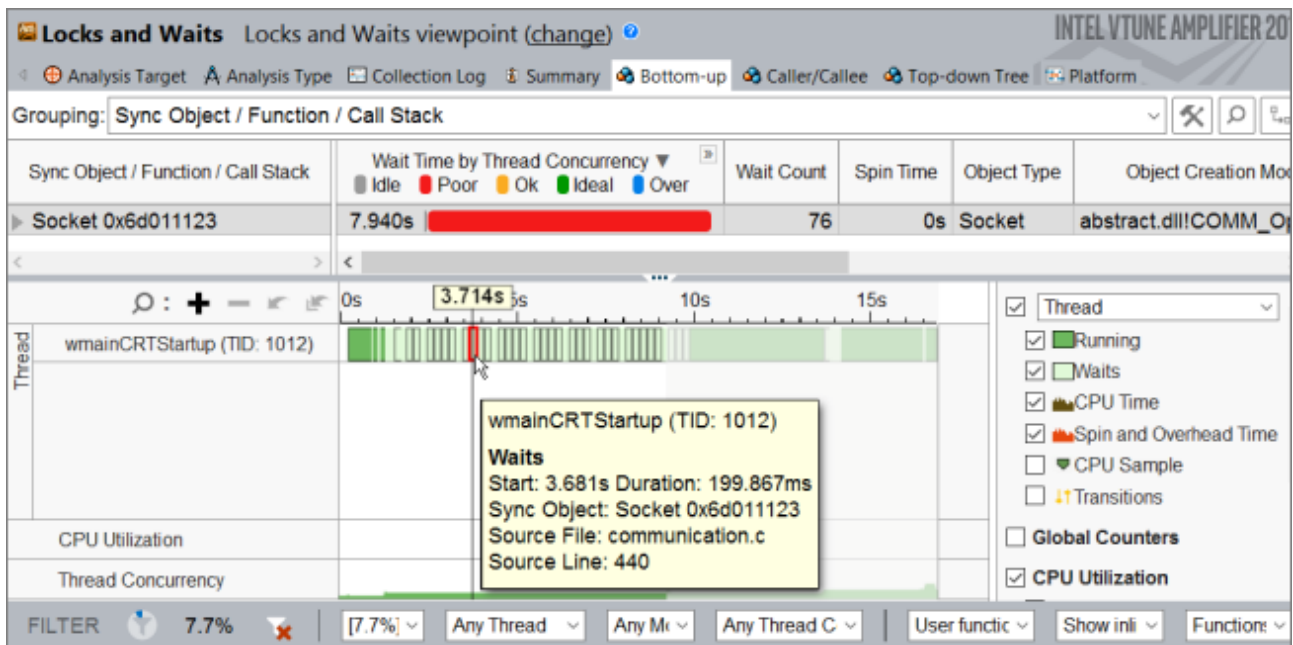 Locks and Waits Locks and Waits viewpoint (change)
INTEL VTUNE AMPLIFIER 20
Analysis Target Analysis Type Collection Log Summary Bottom-up Caller/Callee Top-down Tree Platform
Grouping: Sync Object / Function / Call Stack
Sync Object / Function / Call Stack Wait Time by Thread Concurrency ▼ Wait Count Spin Time Object Type Object Creation Mo
Idle Poor Ok Ideal Over
Socket 0x6d011123 7.940s 76 0s Socket abstract.dll!COMM_Op
0s 3.714s 5s 10s 15s
Thread
Thread
wmainCRTStartup (TID: 1012)
Running
Waits
CPU Time
Spin and Overhead Time
CPU Sample
Transitions
Global Counters
CPU Utilization
wmainCRTStartup (TID: 1012)
Waits
Start: 3.681s Duration: 199.867ms
Sync Object: Socket 0x6d011123
Source File: communication.c
Source Line: 440
CPU Utilization
Thread Concurrency
FILTER 7.7% [7.7%] Any Thread Any M Any Thread C User functic Show inli Functions